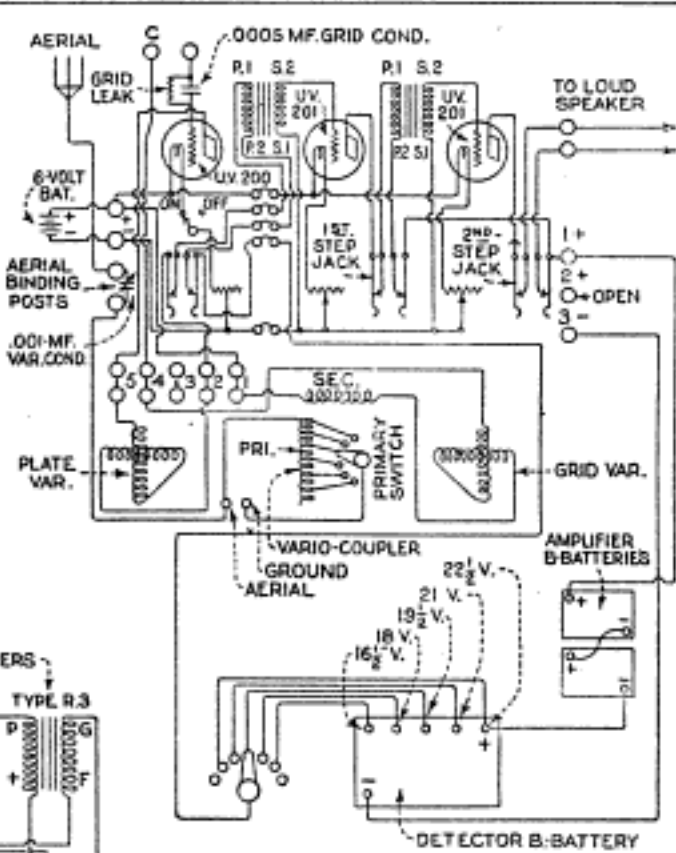 AERIAL
C
.0005 MF. GRID COND.
GRID
LEAK
P.1 S.2
P.1 S.2
U.V.
201
U.V.
201
P.2 S.1
P.2 S.1
TO LOUD
SPEAKER
U.V. 200
6-VOLT
BAT.
+
-
+
-
ON
OFF
1ST.
STEP
JACK
2ND.
STEP
JACK
1 +
2 +
OPEN
3 -
AERIAL
BINDING
POSTS
.001-MF.
VAR. COND.
5 4 3 2 1
SEC.
PLATE
VAR.
PRI.
PRIMARY
SWITCH
GRID VAR.
VARIO-COUPLER
GROUND
AERIAL
AMPLIFIER
B-BATTERIES
+
+
22½ V.
21 V.
19½ V.
18 V.
16½ V.
+
-
DETECTOR B.-BATTERY
ERS
TYPE R.3
P G
+ F